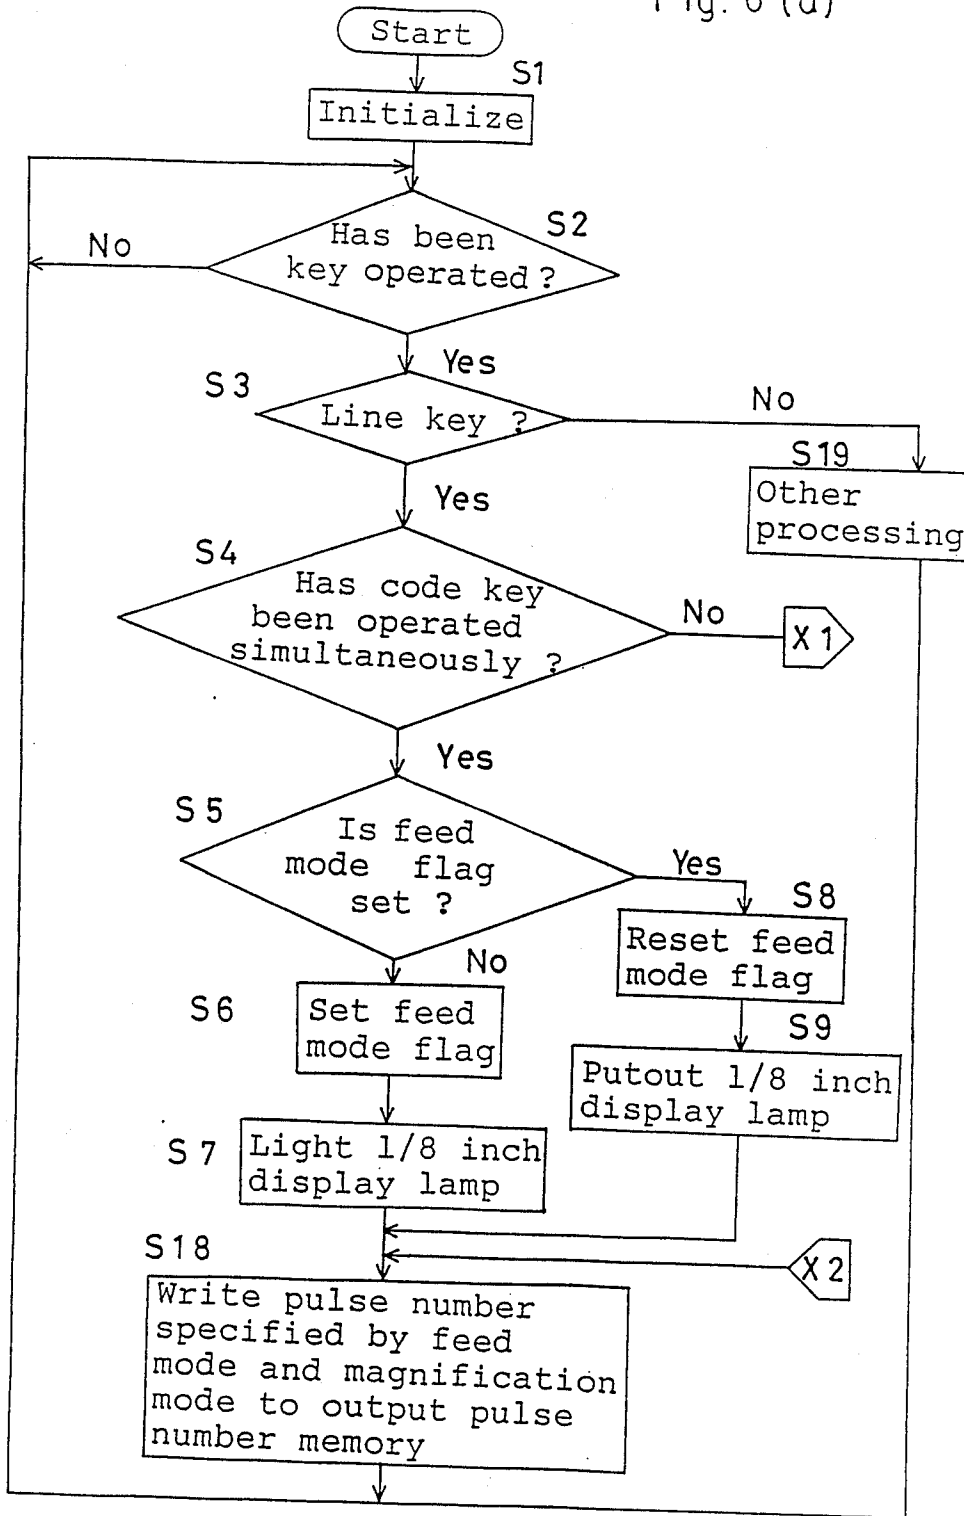 Fig. 6 (a)
Start
S1
Initialize
S2
Has been
key operated?
No
Yes
S3
Line key ?
No
S19
Other
processing
Yes
S4
Has code key
been operated
simultaneously ?
No
X1
Yes
S5
Is feed
mode flag
set ?
Yes
S8
Reset feed
mode flag
No
S6
Set feed
mode flag
S9
Putout 1/8 inch
display lamp
S7
Light 1/8 inch
display lamp
X2
S18
Write pulse number
specified by feed
mode and magnification
mode to output pulse
number memory